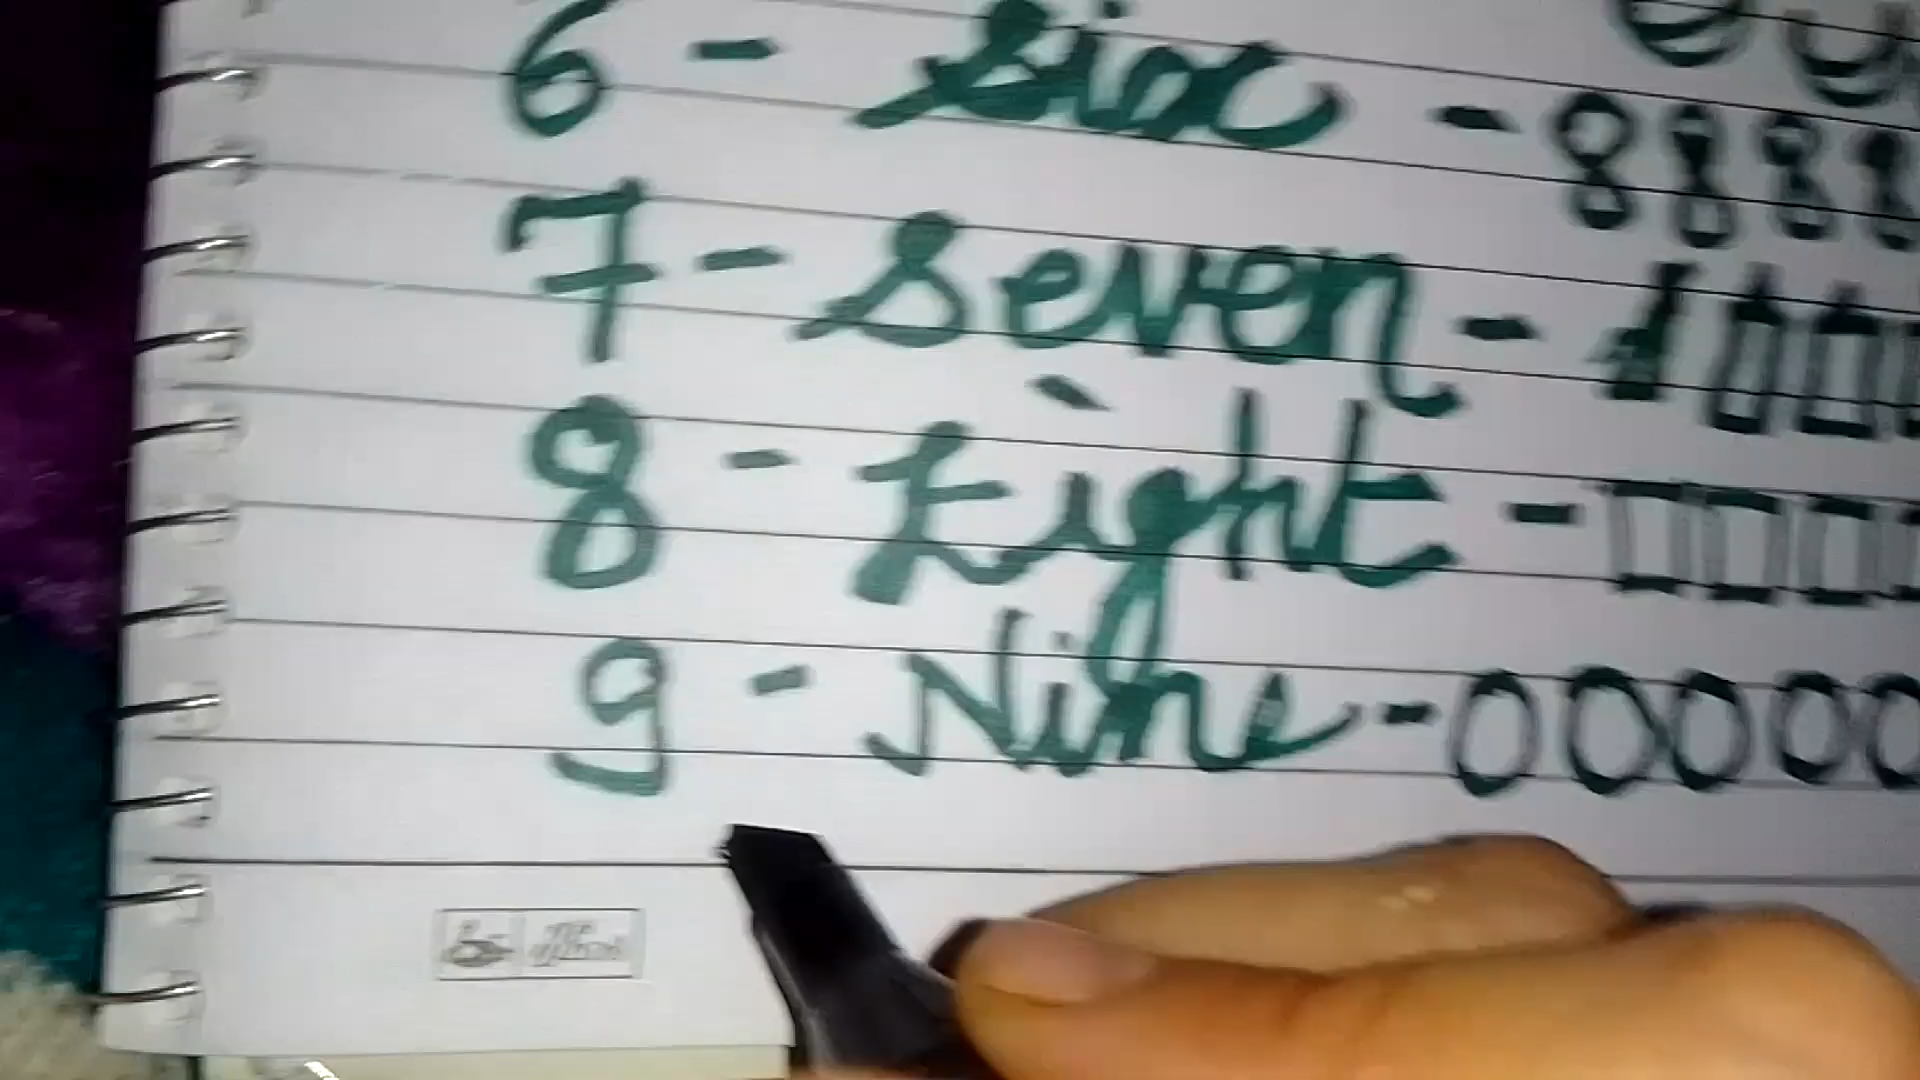 6 - six - 8888
7 - Seven -
8 - Eight -
9 - Nine - 00000